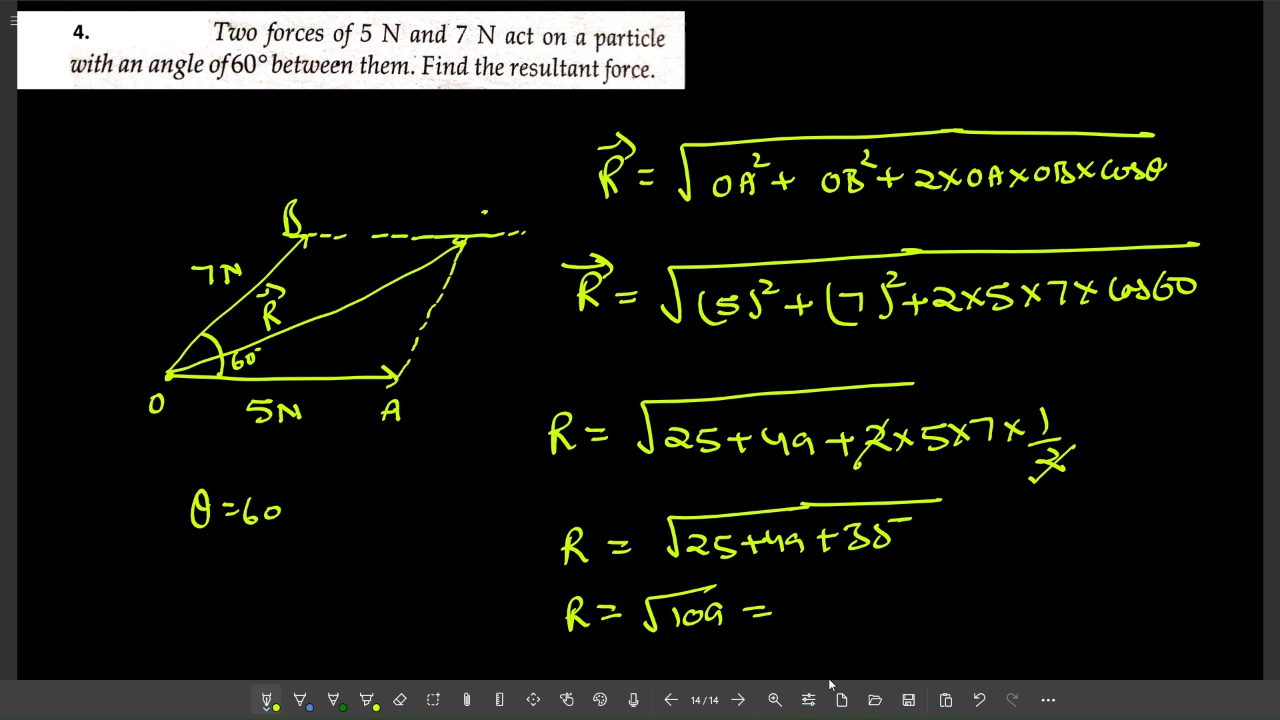 4. Two forces of 5 N and 7 N act on a particle
with an angle of 60° between them. Find the resultant force.
R⃗ = √(OA² + OB² + 2×OA×OB×cosθ)
R⃗ = √((5)² + (7)² + 2×5×7×cos60)
R = √(25+49+2×5×7×1/2)
R = √(25+49+35)
R = √109 =
B
7N
R⃗
60°
O
5N
A
θ=60
14/14